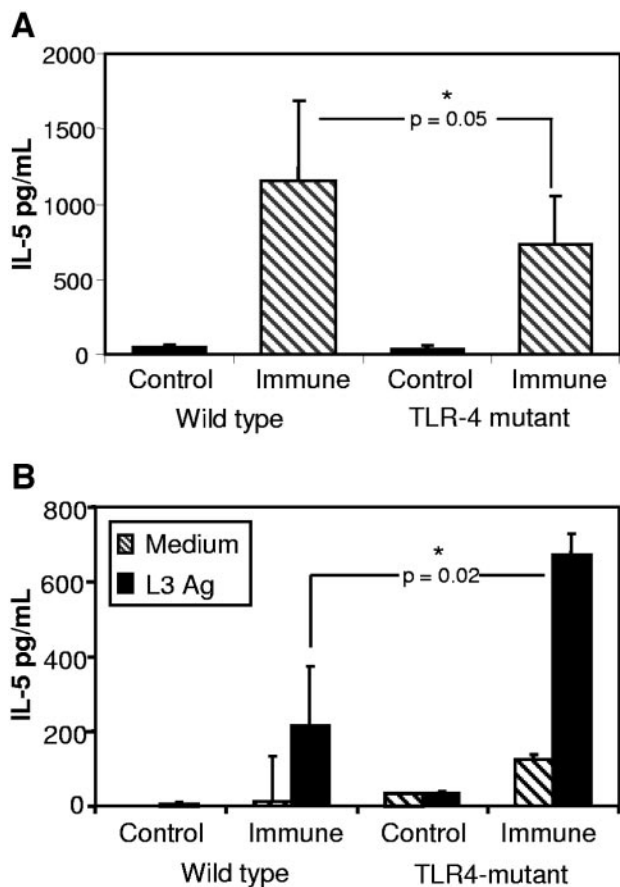 A
2000
1500
1000
500
0
IL-5 pg/mL
*
p = 0.05
Control Immune Control Immune
Wild type TLR-4 mutant
B
800
600
400
200
0
IL-5 pg/mL
Medium
L3 Ag
*
p = 0.02
Control Immune Control Immune
Wild type TLR4-mutant